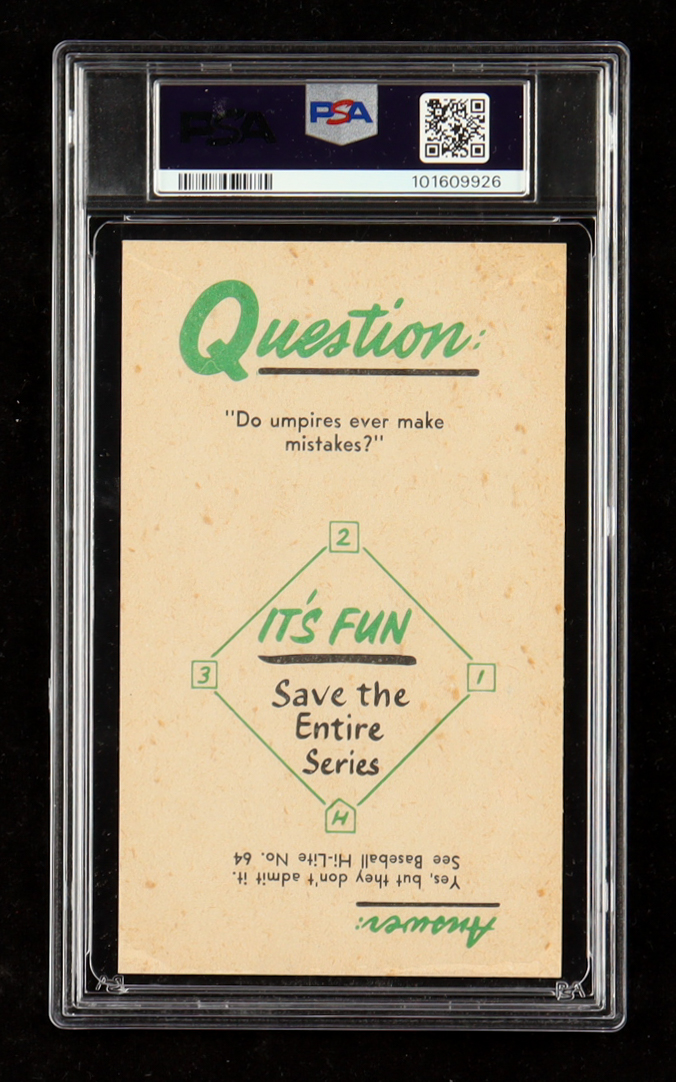 PSA
PSA
101609926
Question:
"Do umpires ever make
mistakes?"
2
IT'S FUN
3
1
Save the
Entire
Series
H
Answer:
Yes, but they don't admit it.
See Baseball Hi-Lite No. 64
PSA